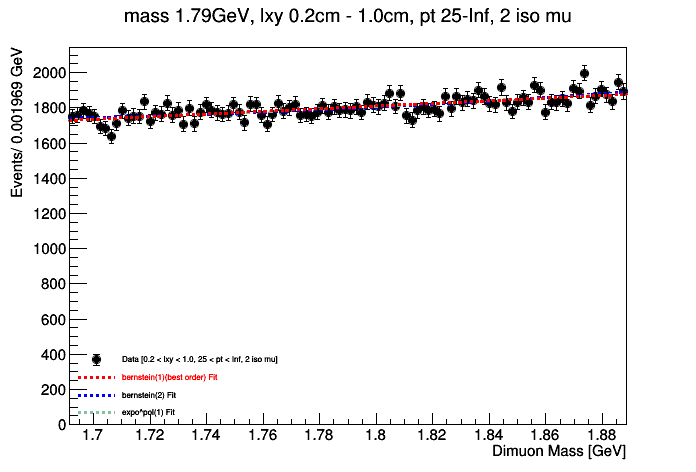 mass 1.79GeV, lxy 0.2cm - 1.0cm, pt 25-Inf, 2 iso mu
Events/ 0.001969 GeV
2000
1800
1600
1400
1200
1000
800
600
400
200
0
Data [0.2 < lxy < 1.0, 25 < pt < Inf, 2 iso mu]
bernstein(1)(best order) Fit
bernstein(2) Fit
expo*pol(1) Fit
1.7 1.72 1.74 1.76 1.78 1.8 1.82 1.84 1.86 1.88
Dimuon Mass [GeV]